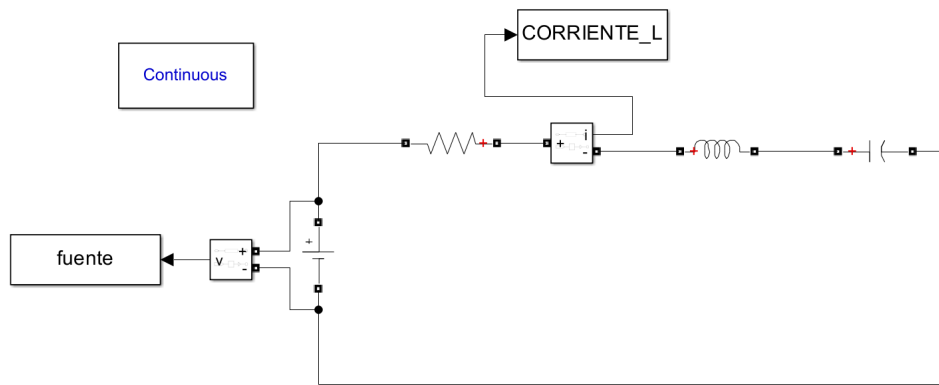 CORRIENTE_L
Continuous
i
+
-
+
fuente
v
+
-